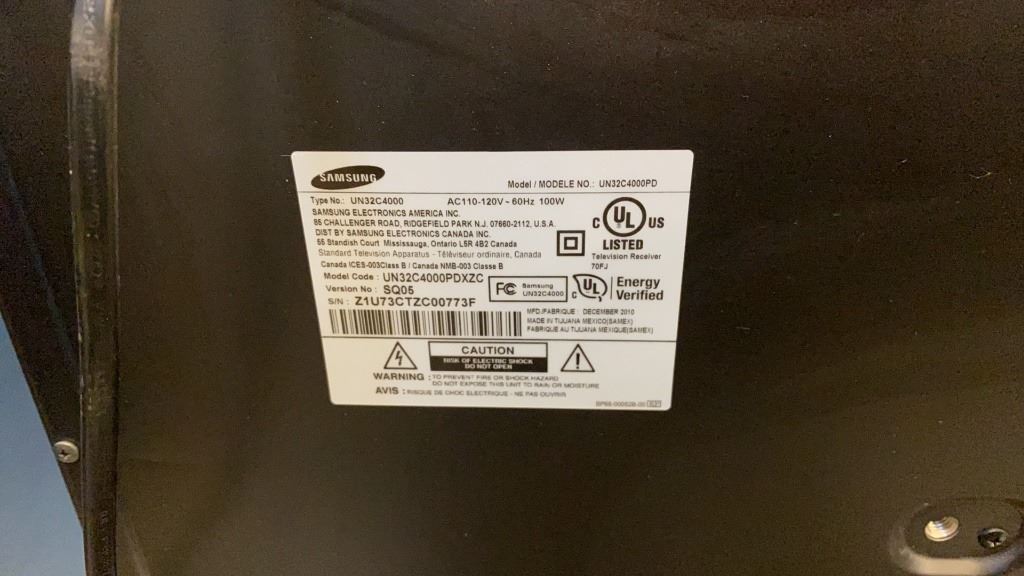 SAMSUNG
Model / MODELE NO.: UN32C4000PD
Type No.: UN32C4000 AC110-120V~60Hz 100W
SAMSUNG ELECTRONICS AMERICA INC.
85 CHALLENGER ROAD, RIDGEFIELD PARK N.J. 07660-2112, U.S.A.
DIST BY SAMSUNG ELECTRONICS CANADA INC.
55 Standish Court Mississauga, Ontario L5R 4B2 Canada
Standard Television Apparatus - Téléviseur ordinaire, Canada
Canada ICES-003Class B / Canada NMB-003 Classe B
C UL US
LISTED
Television Receiver
70FJ
Model Code : UN32C4000PDXZC
Version No : SQ05
S/N : Z1U73CTZC00773F
FC Samsung
UN32C4000
C UL Energy
Verified
MFD./FABRIQUE : DECEMBER 2010
MADE IN TIJUANA MEXICO(SAMEX)
FABRIQUE AU TIJUANA MEXIQUE(SAMEX)
CAUTION
RISK OF ELECTRIC SHOCK
DO NOT OPEN
WARNING : TO PREVENT FIRE OR SHOCK HAZARD
DO NOT EXPOSE THIS UNIT TO RAIN OR MOISTURE
AVIS : RISQUE DE CHOC ELECTRIQUE - NE PAS OUVRIR